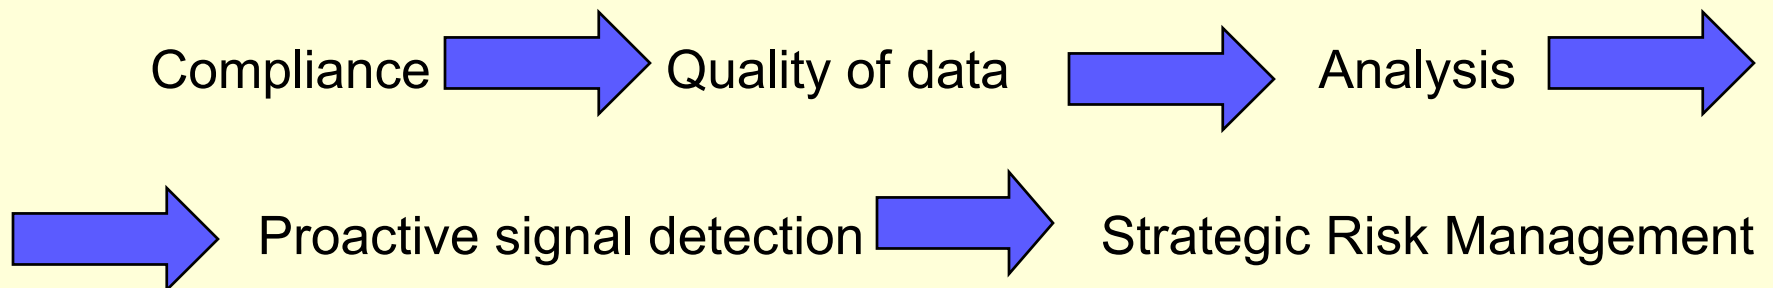 Compliance Quality of data Analysis
Proactive signal detection Strategic Risk Management